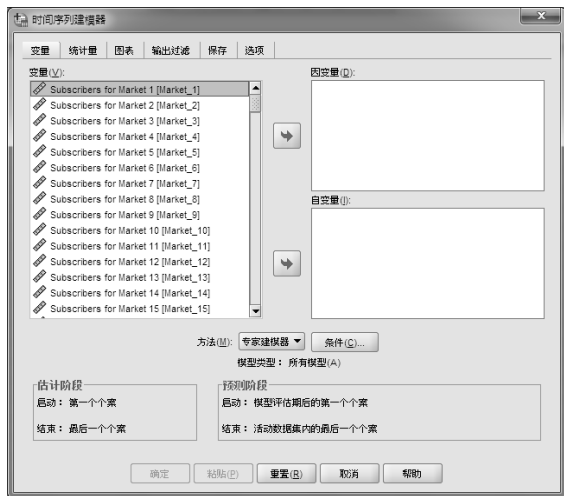 时间序列建模器
变量 统计量 图表 输出过滤 保存 选项
变量(V):
Subscribers for Market 1 [Market_1]
Subscribers for Market 2 [Market_2]
Subscribers for Market 3 [Market_3]
Subscribers for Market 4 [Market_4]
Subscribers for Market 5 [Market_5]
Subscribers for Market 6 [Market_6]
Subscribers for Market 7 [Market_7]
Subscribers for Market 8 [Market_8]
Subscribers for Market 9 [Market_9]
Subscribers for Market 10 [Market_10]
Subscribers for Market 11 [Market_11]
Subscribers for Market 12 [Market_12]
Subscribers for Market 13 [Market_13]
Subscribers for Market 14 [Market_14]
Subscribers for Market 15 [Market_15]
因变量(D):
自变量(I):
方法(M): 专家建模器 条件(C)...
模型类型： 所有模型(A)
估计阶段
启动： 第一个个案
结束： 最后一个个案
预测阶段
启动： 模型评估期后的第一个个案
结束： 活动数据集内的最后一个个案
确定 粘贴(P) 重置(R) 取消 帮助